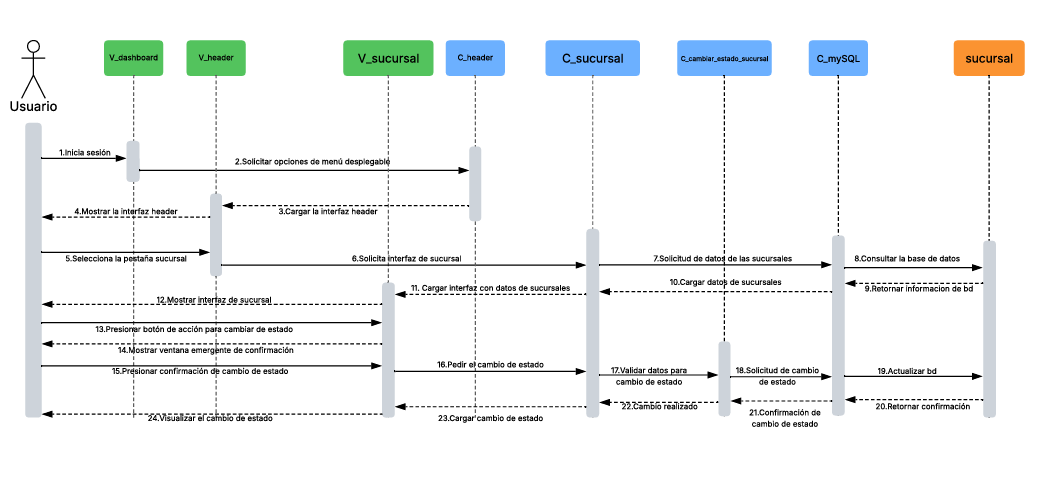 V_dashboard
V_header
V_sucursal
C_header
C_sucursal
C_cambiar_estado_sucursal
C_mySQL
sucursal
Usuario
1.Inicia sesión
2.Solicitar opciones de menú desplegable
3.Cargar la interfaz header
4.Mostrar la interfaz header
5.Selecciona la pestaña sucursal
6.Solicita interfaz de sucursal
7.Solicitud de datos de las sucursales
8.Consultar la base de datos
9.Retornar informacion de bd
10.Cargar datos de sucursales
11. Cargar interfaz con datos de sucursales
12.Mostrar interfaz de sucursal
13.Presionar botón de acción para cambiar de estado
14.Mostrar ventana emergente de confirmación
15.Presionar confirmación de cambio de estado
16.Pedir el cambio de estado
17.Validar datos para
cambio de estado
18.Solicitud de cambio
de estado
19.Actualizar bd
20.Retornar confirmación
21.Confirmación de
cambio de estado
22.Cambio realizado
23.Cargar cambio de estado
24.Visualizar el cambio de estado